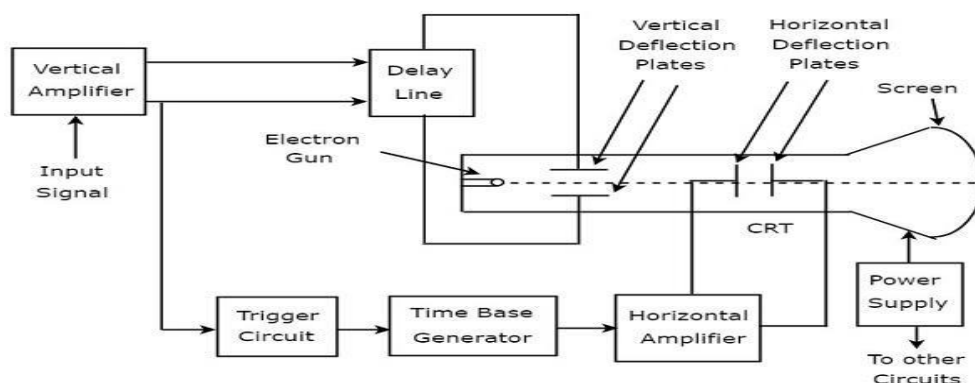 Vertical
Amplifier
Input
Signal
Delay
Line
Electron
Gun
Vertical
Deflection
Plates
Horizontal
Deflection
Plates
Screen
CRT
Trigger
Circuit
Time Base
Generator
Horizontal
Amplifier
Power
Supply
To other
Circuits